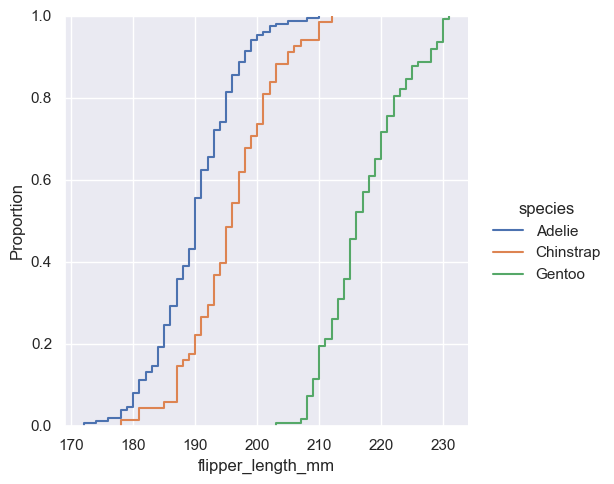 1.0
0.8
0.6
0.4
0.2
0.0
Proportion
170 180 190 200 210 220 230
flipper_length_mm
species
Adelie
Chinstrap
Gentoo